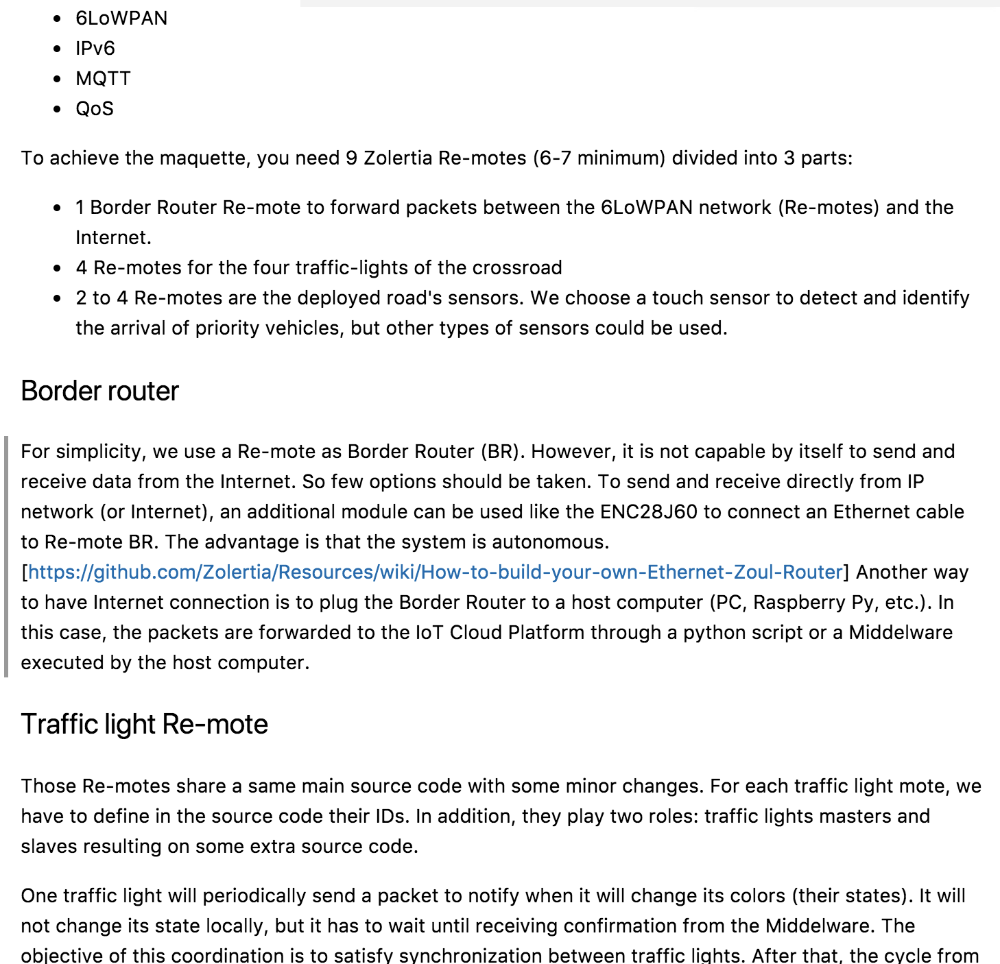 6LoWPAN
IPv6
MQTT
QoS
To achieve the maquette, you need 9 Zolertia Re-motes (6-7 minimum) divided into 3 parts:
1 Border Router Re-mote to forward packets between the 6LoWPAN network (Re-motes) and the
Internet.
4 Re-motes for the four traffic-lights of the crossroad
2 to 4 Re-motes are the deployed road's sensors. We choose a touch sensor to detect and identify
the arrival of priority vehicles, but other types of sensors could be used.
Border router
For simplicity, we use a Re-mote as Border Router (BR). However, it is not capable by itself to send and
receive data from the Internet. So few options should be taken. To send and receive directly from IP
network (or Internet), an additional module can be used like the ENC28J60 to connect an Ethernet cable
to Re-mote BR. The advantage is that the system is autonomous.
[https://github.com/Zolertia/Resources/wiki/How-to-build-your-own-Ethernet-Zoul-Router] Another way
to have Internet connection is to plug the Border Router to a host computer (PC, Raspberry Py, etc.). In
this case, the packets are forwarded to the IoT Cloud Platform through a python script or a Middelware
executed by the host computer.
Traffic light Re-mote
Those Re-motes share a same main source code with some minor changes. For each traffic light mote, we
have to define in the source code their IDs. In addition, they play two roles: traffic lights masters and
slaves resulting on some extra source code.
One traffic light will periodically send a packet to notify when it will change its colors (their states). It will
not change its state locally, but it has to wait until receiving confirmation from the Middelware. The
objective of this coordination is to satisfy synchronization between traffic lights. After that, the cycle from